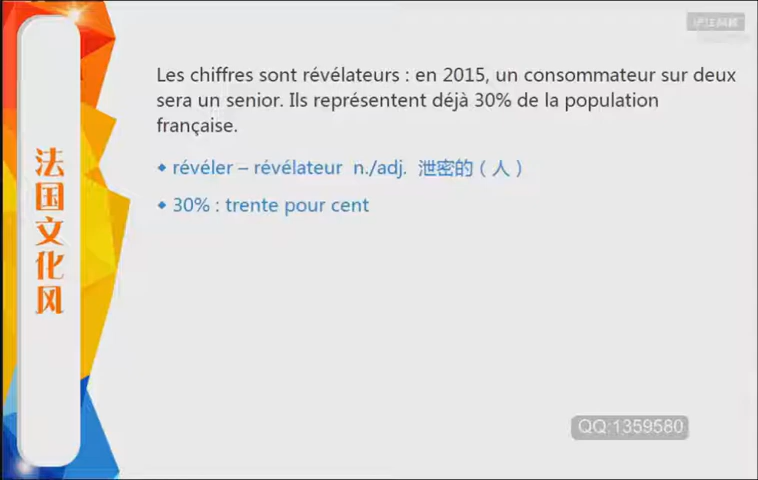 Les chiffres sont révélateurs : en 2015, un consommateur sur deux
sera un senior. Ils représentent déjà 30% de la population
française.
◆ révéler – révélateur n./adj. 泄密的（人）
◆ 30% : trente pour cent
法国文化风
QQ:1359580